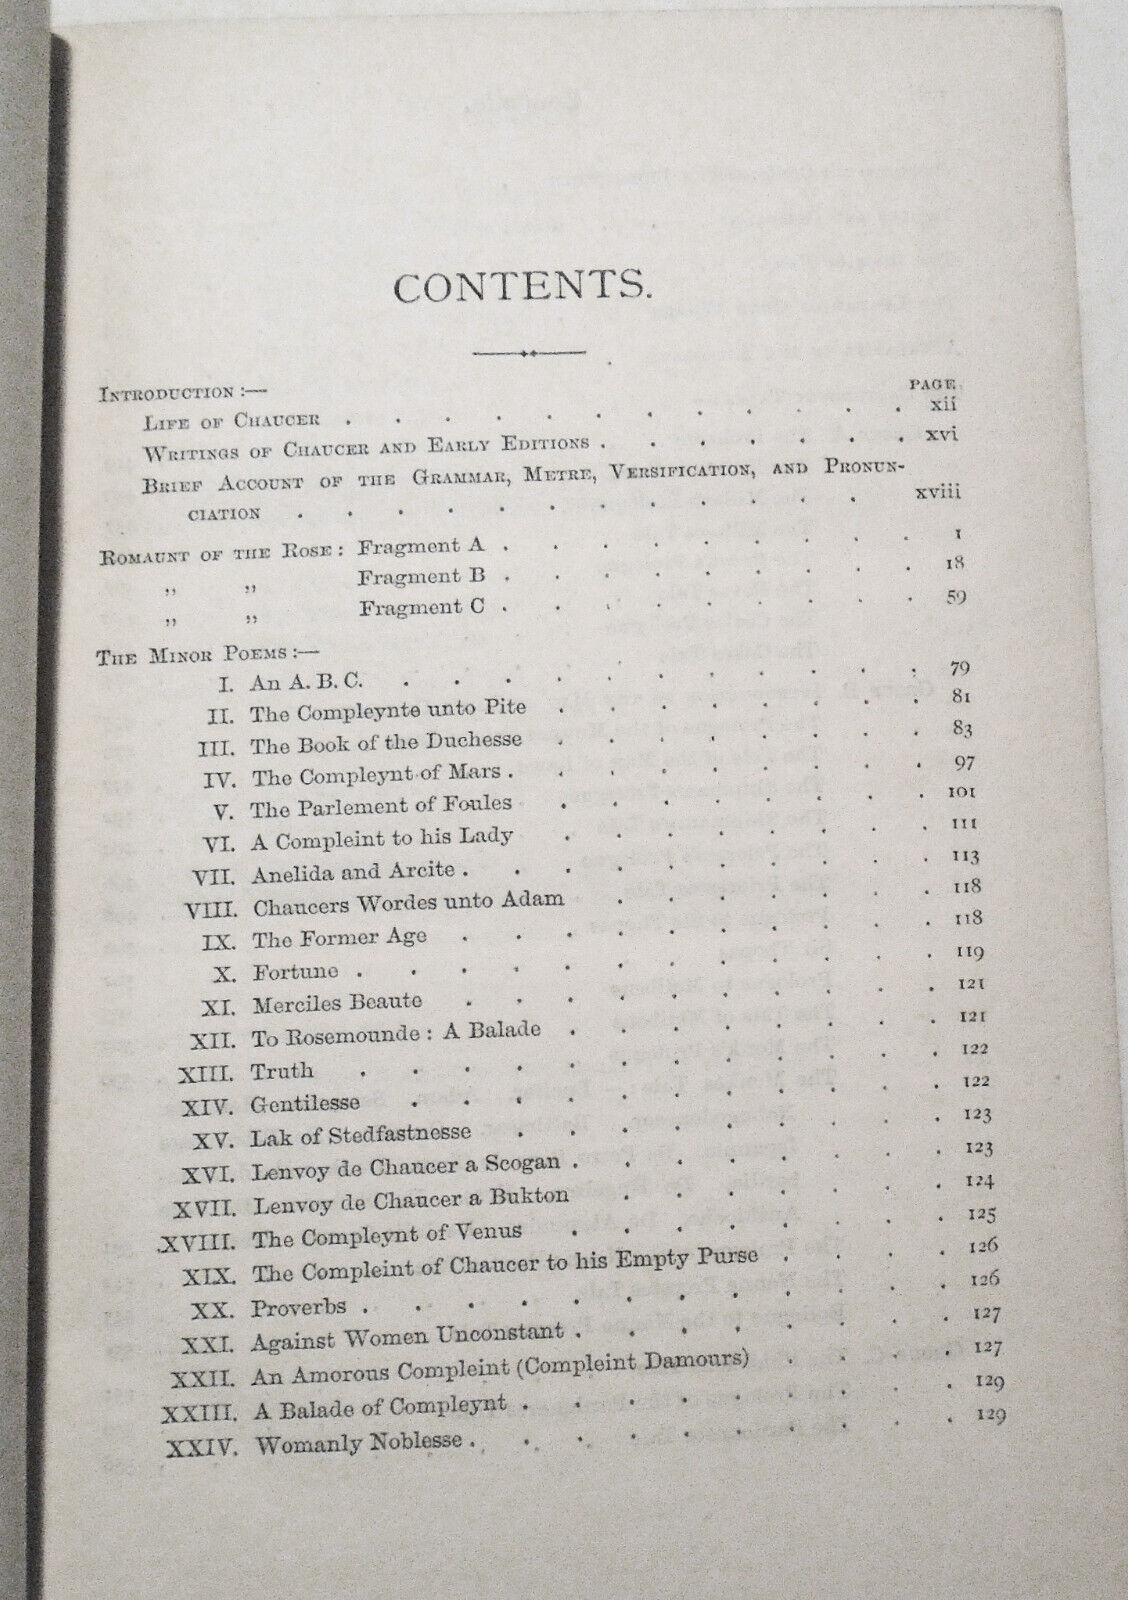 CONTENTS.
INTRODUCTION :—
PAGE
LIFE OF CHAUCER . . . . . . . . . . . . xii
WRITINGS OF CHAUCER AND EARLY EDITIONS . . . . . . . xvi
BRIEF ACCOUNT OF THE GRAMMAR, METRE, VERSIFICATION, AND PRONUN-
CIATION . . . . . . . . . . . . xviii
ROMAUNT OF THE ROSE : Fragment A . . . . . . . . . 1
„ „ Fragment B . . . . . . . . . 18
„ „ Fragment C . . . . . . . . . 59
THE MINOR POEMS :—
I. An A. B. C. . . . . . . . . . . . 79
II. The Compleynte unto Pite . . . . . . . . 81
III. The Book of the Duchesse . . . . . . . . 83
IV. The Compleynt of Mars . . . . . . . . . 97
V. The Parlement of Foules . . . . . . . . 101
VI. A Compleint to his Lady . . . . . . . . 111
VII. Anelida and Arcite . . . . . . . . . . 113
VIII. Chaucers Wordes unto Adam . . . . . . . 118
IX. The Former Age . . . . . . . . . . 118
X. Fortune . . . . . . . . . . . . 119
XI. Merciles Beaute . . . . . . . . . . 121
XII. To Rosemounde : A Balade . . . . . . . . 121
XIII. Truth . . . . . . . . . . . . 122
XIV. Gentilesse . . . . . . . . . . . 122
XV. Lak of Stedfastnesse . . . . . . . . . 123
XVI. Lenvoy de Chaucer a Scogan . . . . . . . . 123
XVII. Lenvoy de Chaucer a Bukton . . . . . . . 124
XVIII. The Compleynt of Venus . . . . . . . . 125
XIX. The Compleint of Chaucer to his Empty Purse . . . . 126
XX. Proverbs . . . . . . . . . . . . 126
XXI. Against Women Unconstant . . . . . . . . 127
XXII. An Amorous Compleint (Compleint Damours) . . . . 127
XXIII. A Balade of Compleynt . . . . . . . . . 129
XXIV. Womanly Noblesse . . . . . . . . . . 129